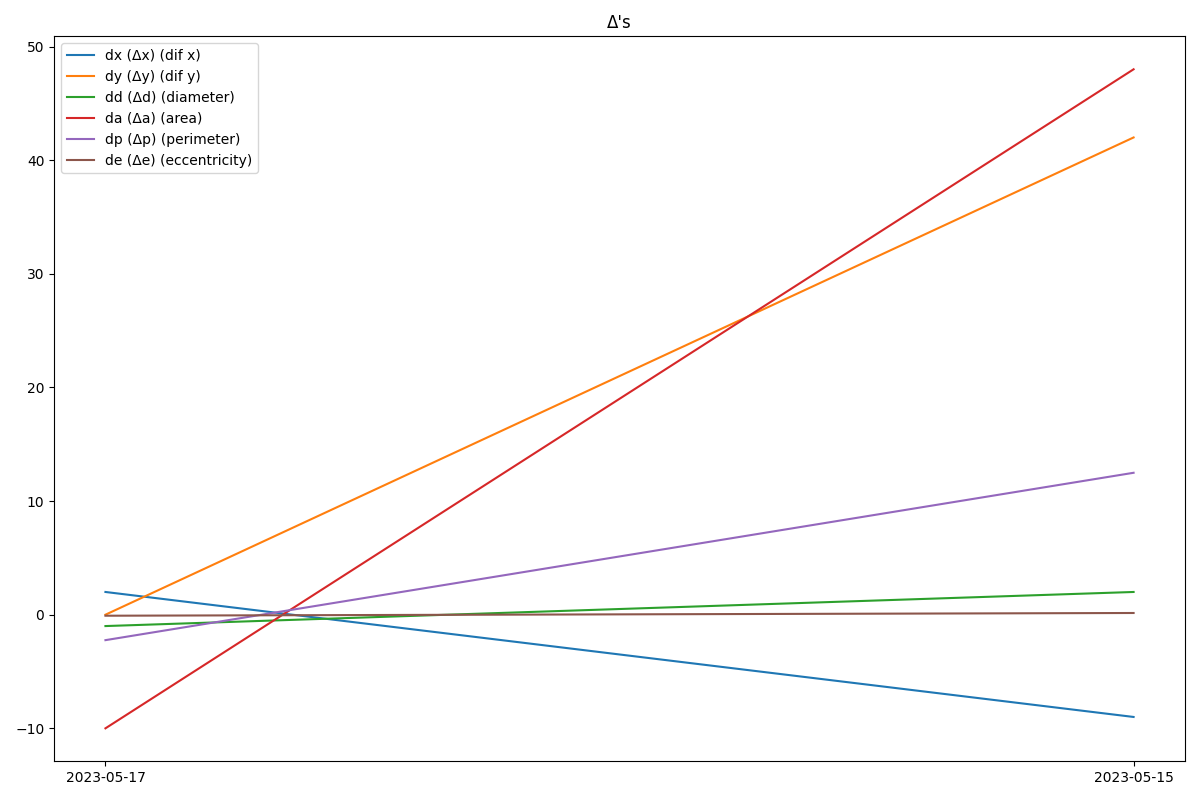 Δ's
dx (Δx) (dif x)
dy (Δy) (dif y)
dd (Δd) (diameter)
da (Δa) (area)
dp (Δp) (perimeter)
de (Δe) (eccentricity)
50
40
30
20
10
0
−10
2023-05-17
2023-05-15